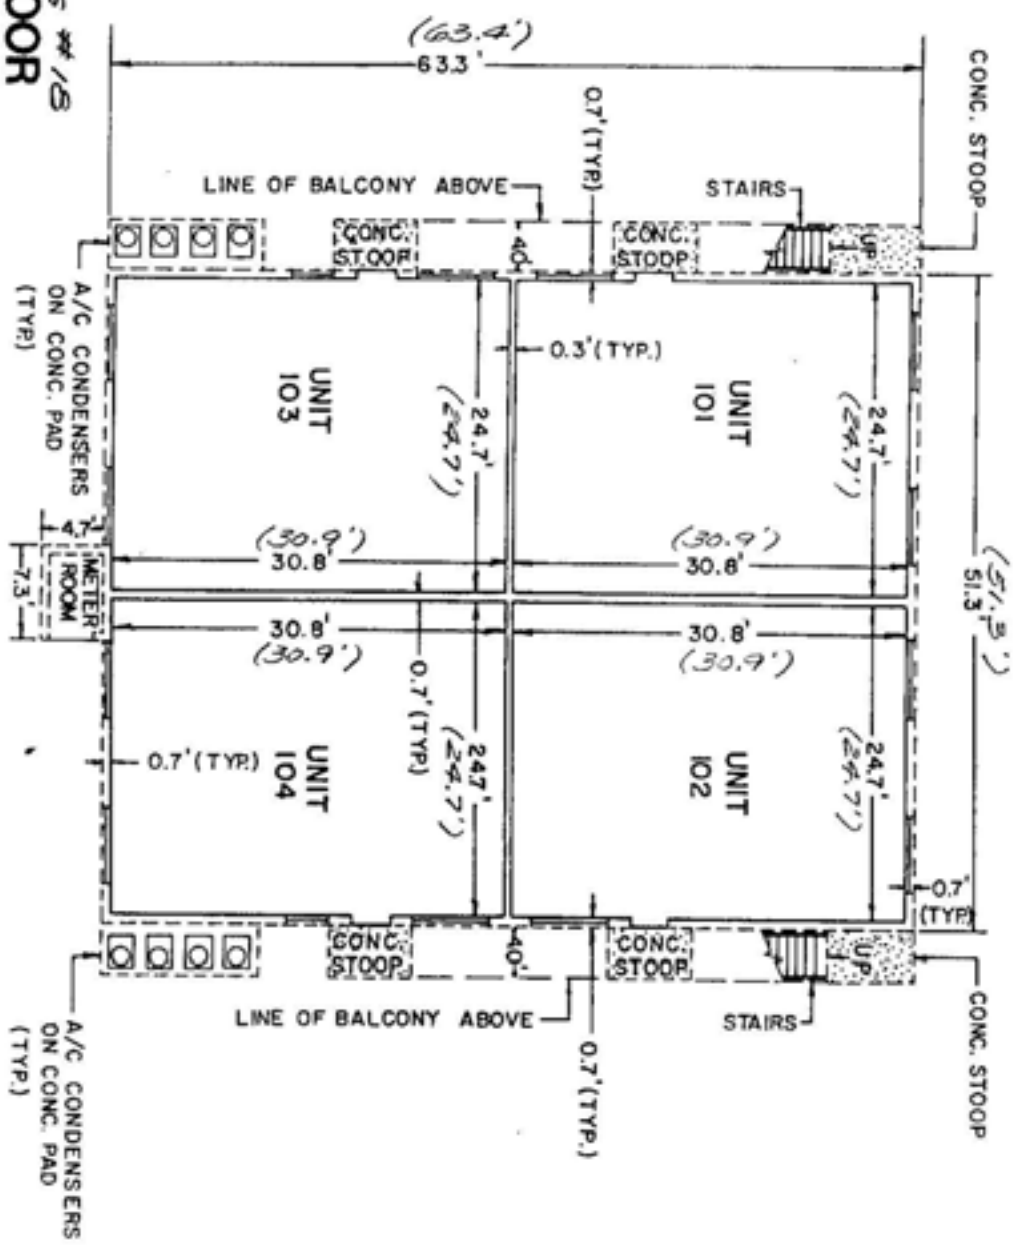 OOR
(63.4')
63.3'
CONC. STOOP
0.7' (TYP.)
LINE OF BALCONY ABOVE
STAIRS
CONC.
STOOP
4.0'
CONC.
STOOP
UP
A/C CONDENSERS
ON CONC. PAD
(TYP.)
0.3' (TYP.)
UNIT
103
24.7'
(24.7')
UNIT
101
24.7'
(24.7')
(30.9')
30.8'
(30.9')
30.8'
(51.3')
51.3'
4.7'
7.3'
METER
ROOM
30.8'
(30.9')
30.8'
(30.9')
0.7' (TYP.)
0.7' (TYP.)
UNIT
104
24.7'
(24.7')
UNIT
102
24.7'
(24.7')
0.7'
(TYP.)
CONC.
STOOP
4.0'
CONC.
STOOP
UP
LINE OF BALCONY ABOVE
STAIRS
CONC. STOOP
0.7' (TYP.)
A/C CONDENSERS
ON CONC. PAD
(TYP.)